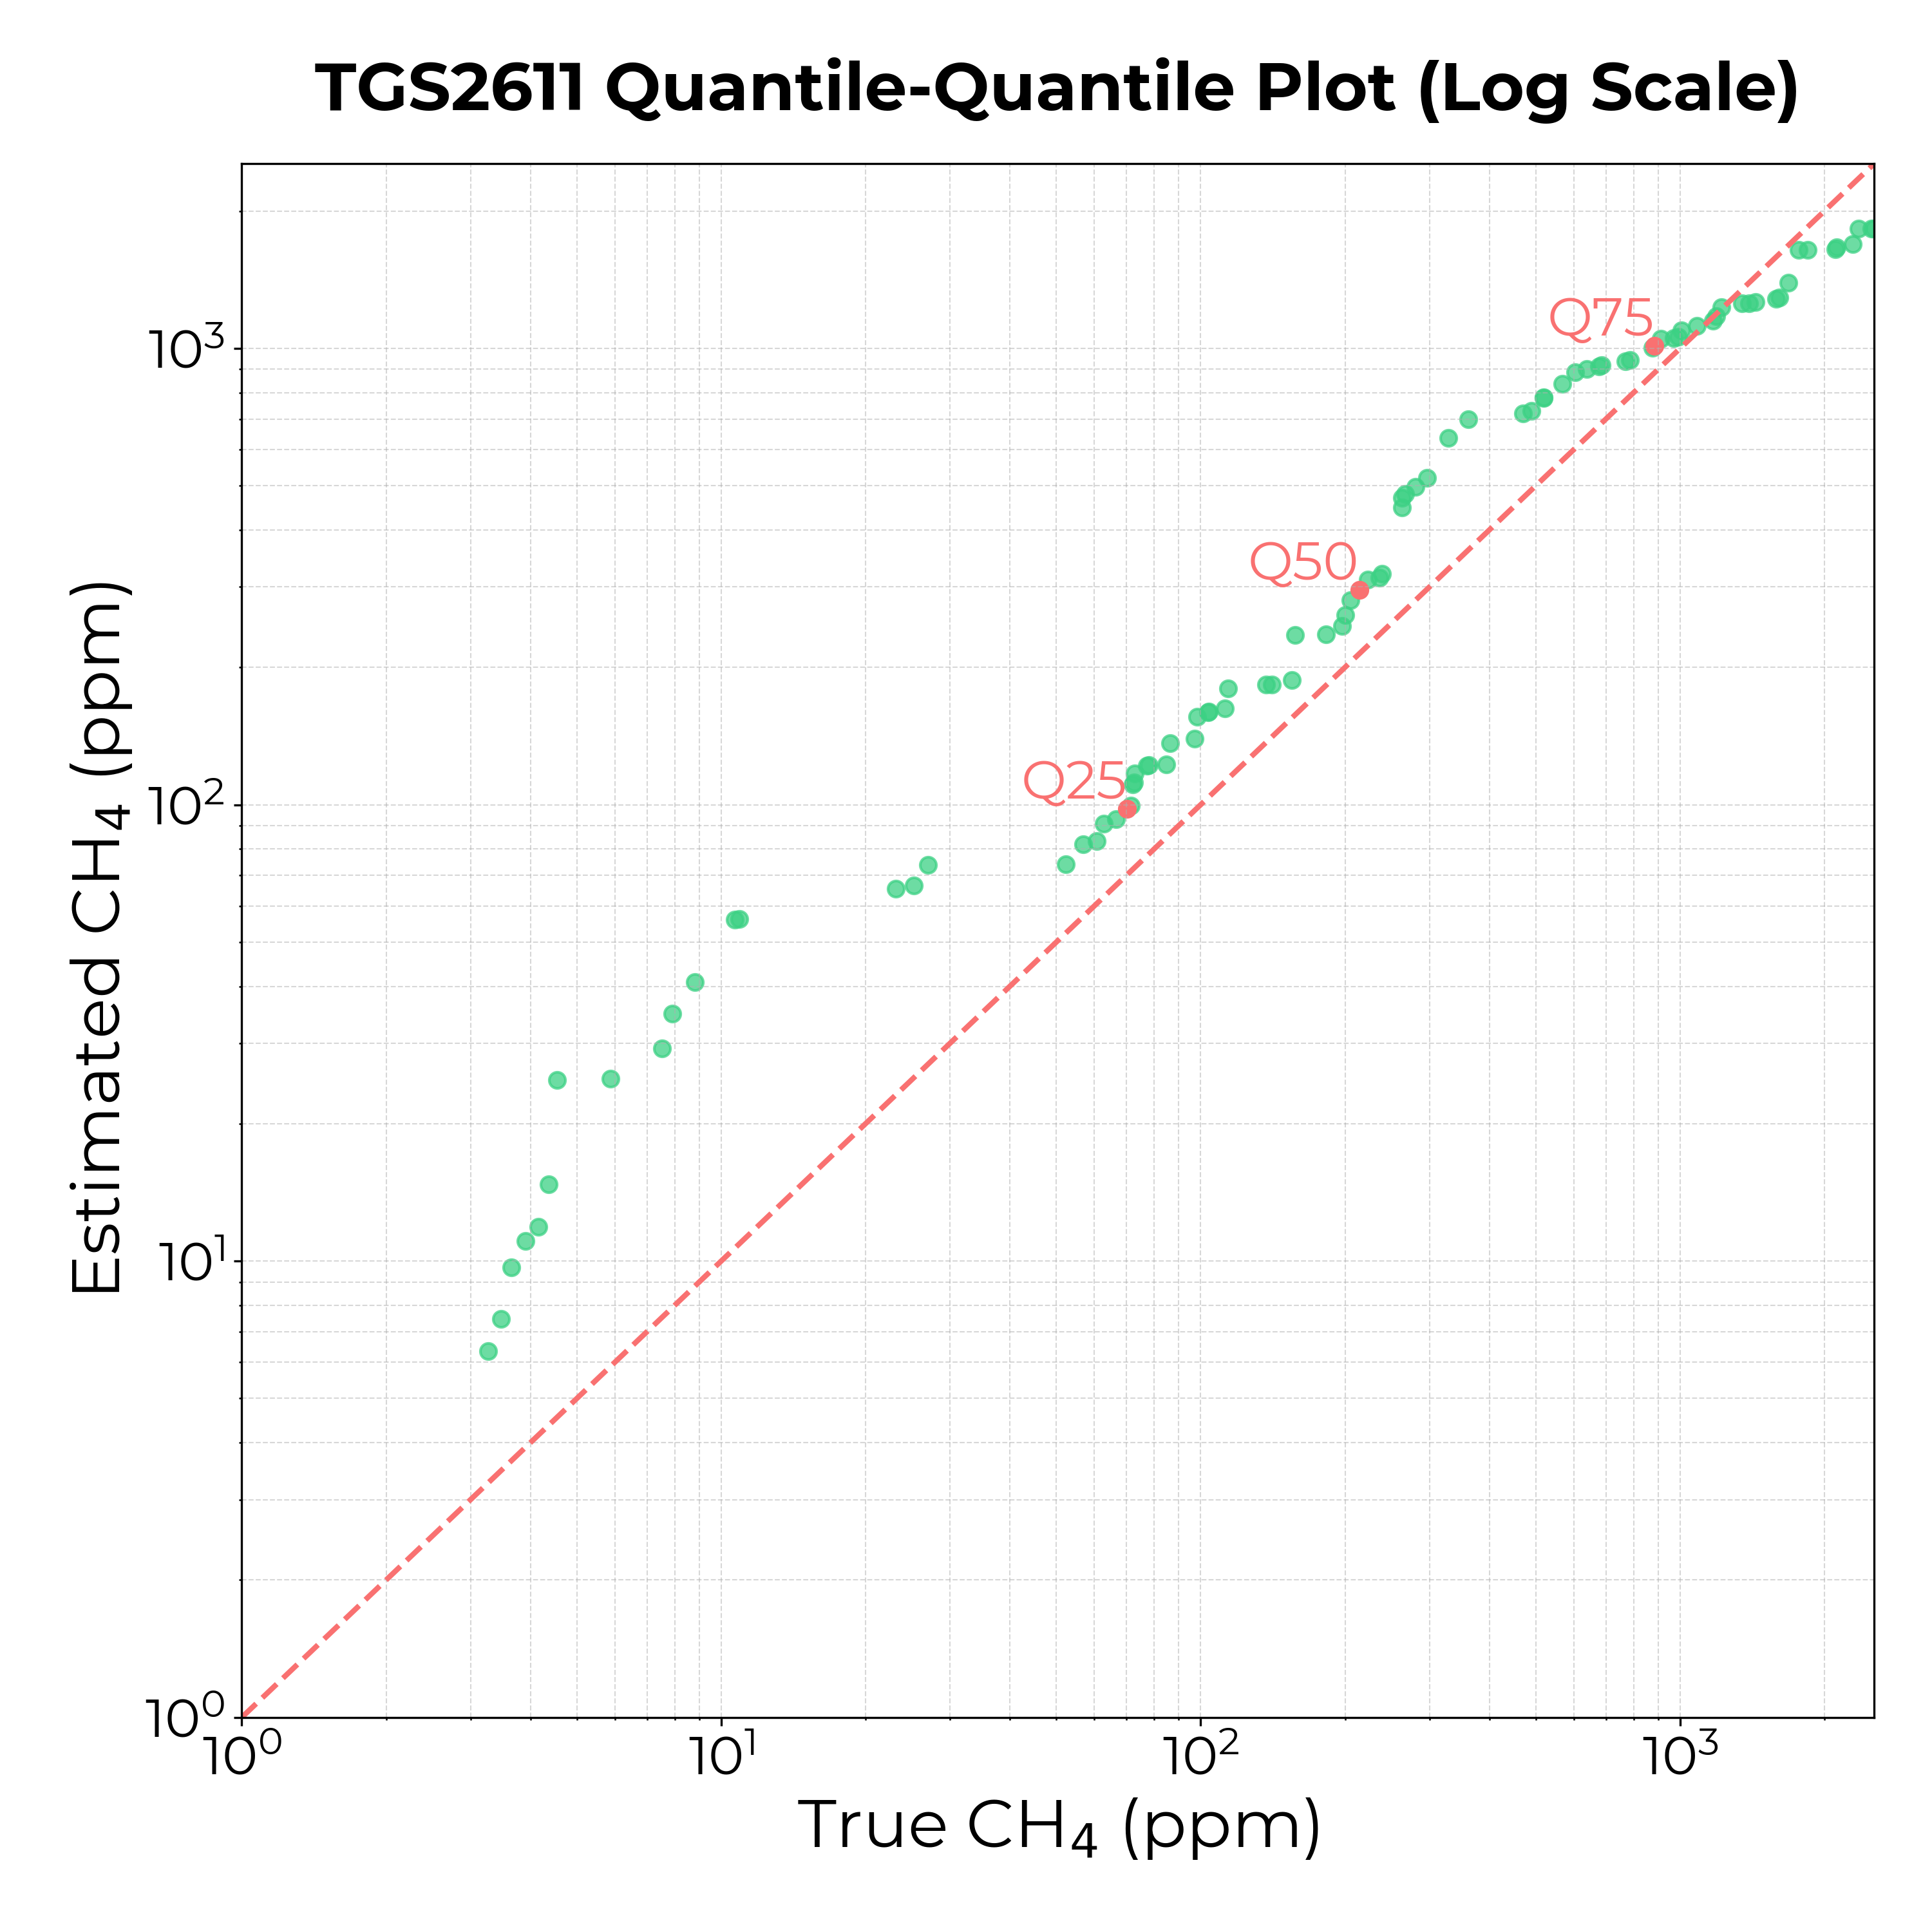 TGS2611 Quantile-Quantile Plot (Log Scale)
Estimated CH₄ (ppm)
10³
10²
10¹
10⁰
Q75
Q50
Q25
10⁰ 10¹ 10² 10³
True CH₄ (ppm)